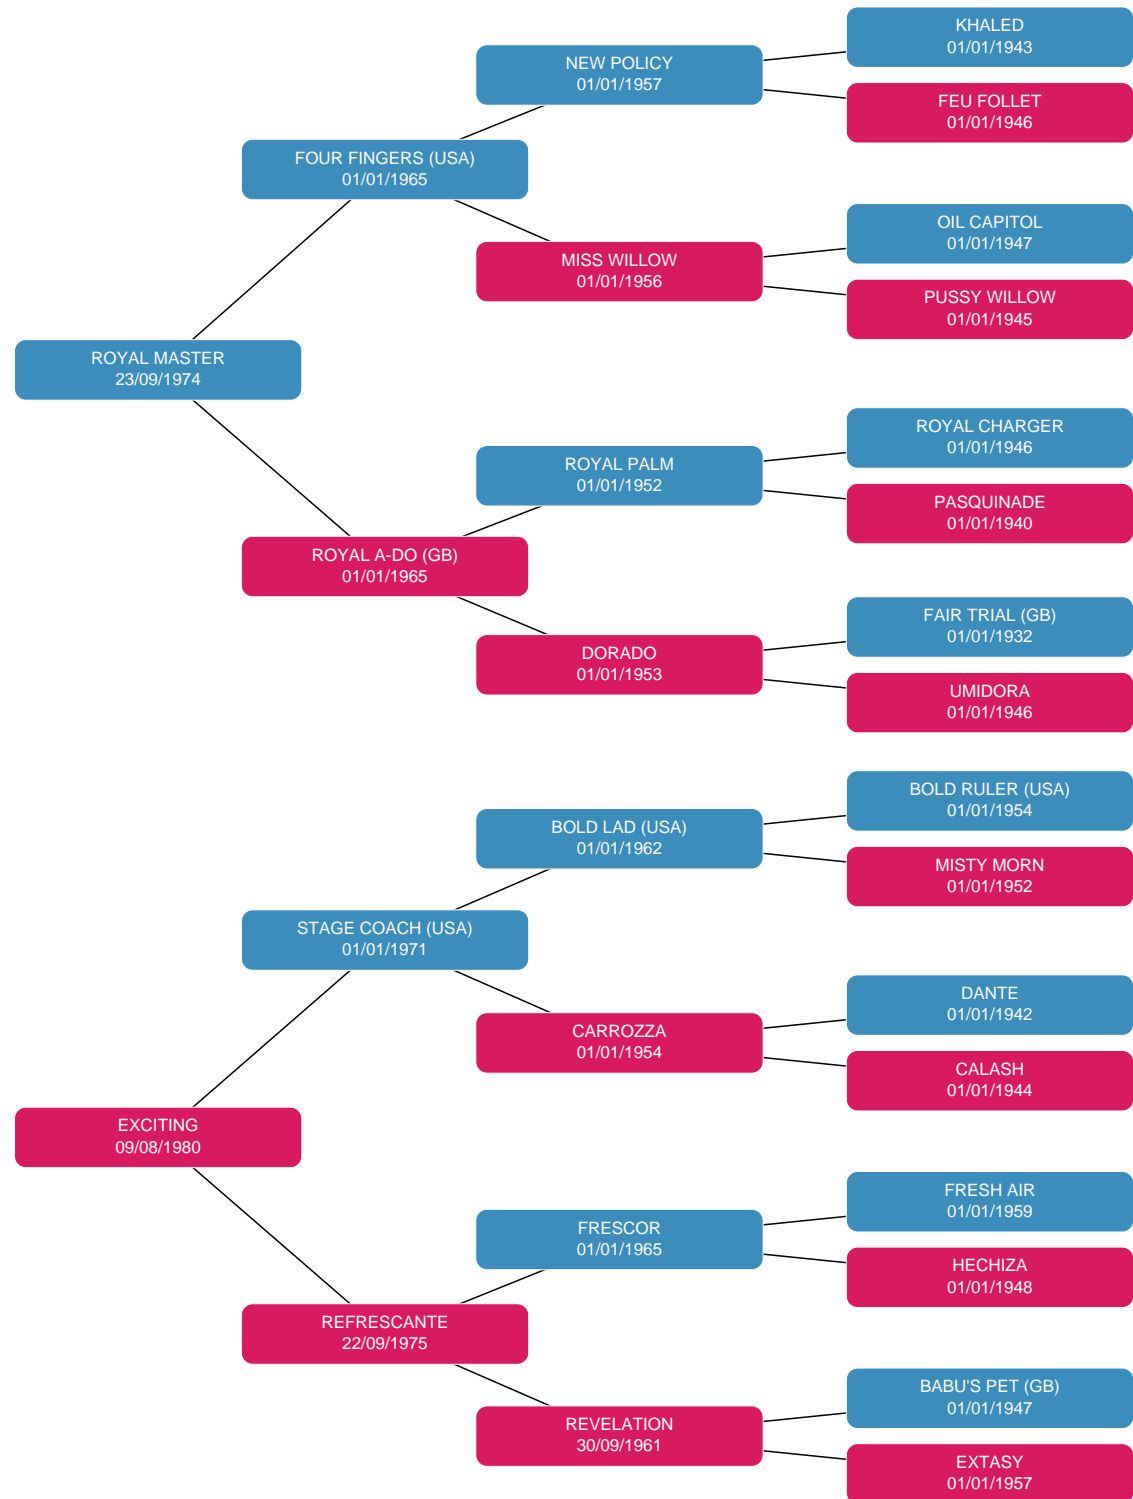 KHALED
01/01/1943
NEW POLICY
01/01/1957
FEU FOLLET
01/01/1946
FOUR FINGERS (USA)
01/01/1965
OIL CAPITOL
01/01/1947
MISS WILLOW
01/01/1956
PUSSY WILLOW
01/01/1945
ROYAL MASTER
23/09/1974
ROYAL CHARGER
01/01/1946
ROYAL PALM
01/01/1952
PASQUINADE
01/01/1940
ROYAL A-DO (GB)
01/01/1965
FAIR TRIAL (GB)
01/01/1932
DORADO
01/01/1953
UMIDORA
01/01/1946
BOLD RULER (USA)
01/01/1954
BOLD LAD (USA)
01/01/1962
MISTY MORN
01/01/1952
STAGE COACH (USA)
01/01/1971
DANTE
01/01/1942
CARROZZA
01/01/1954
CALASH
01/01/1944
EXCITING
09/08/1980
FRESH AIR
01/01/1959
FRESCOR
01/01/1965
HECHIZA
01/01/1948
REFRESCANTE
22/09/1975
BABU'S PET (GB)
01/01/1947
REVELATION
30/09/1961
EXTASY
01/01/1957